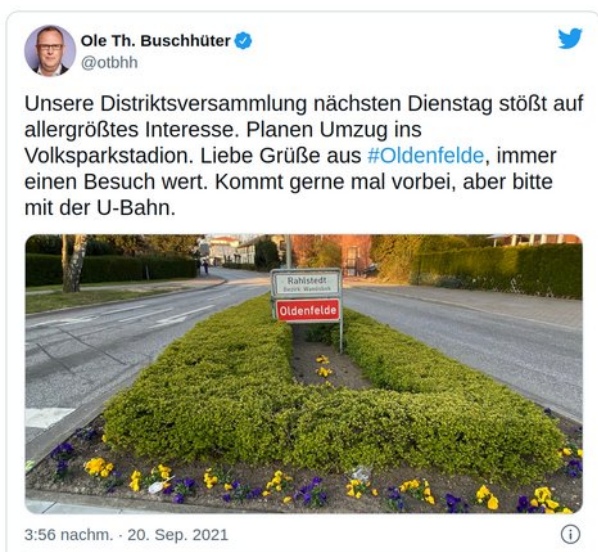 Ole Th. Buschhüter
@otbhh
Unsere Distriktsversammlung nächsten Dienstag stößt auf
allergrößtes Interesse. Planen Umzug ins
Volksparkstadion. Liebe Grüße aus #Oldenfelde, immer
einen Besuch wert. Kommt gerne mal vorbei, aber bitte
mit der U-Bahn.
Rahlstedt
Bezirk Wandsbek
Oldenfelde
3:56 nachm. · 20. Sep. 2021